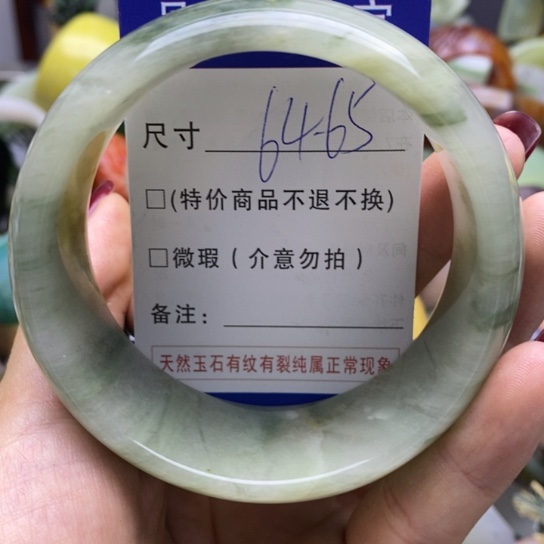 尺寸 64-65
□(特价商品不退不换)
□微瑕（介意勿拍）
备注：
天然玉石有纹有裂纯属正常现象